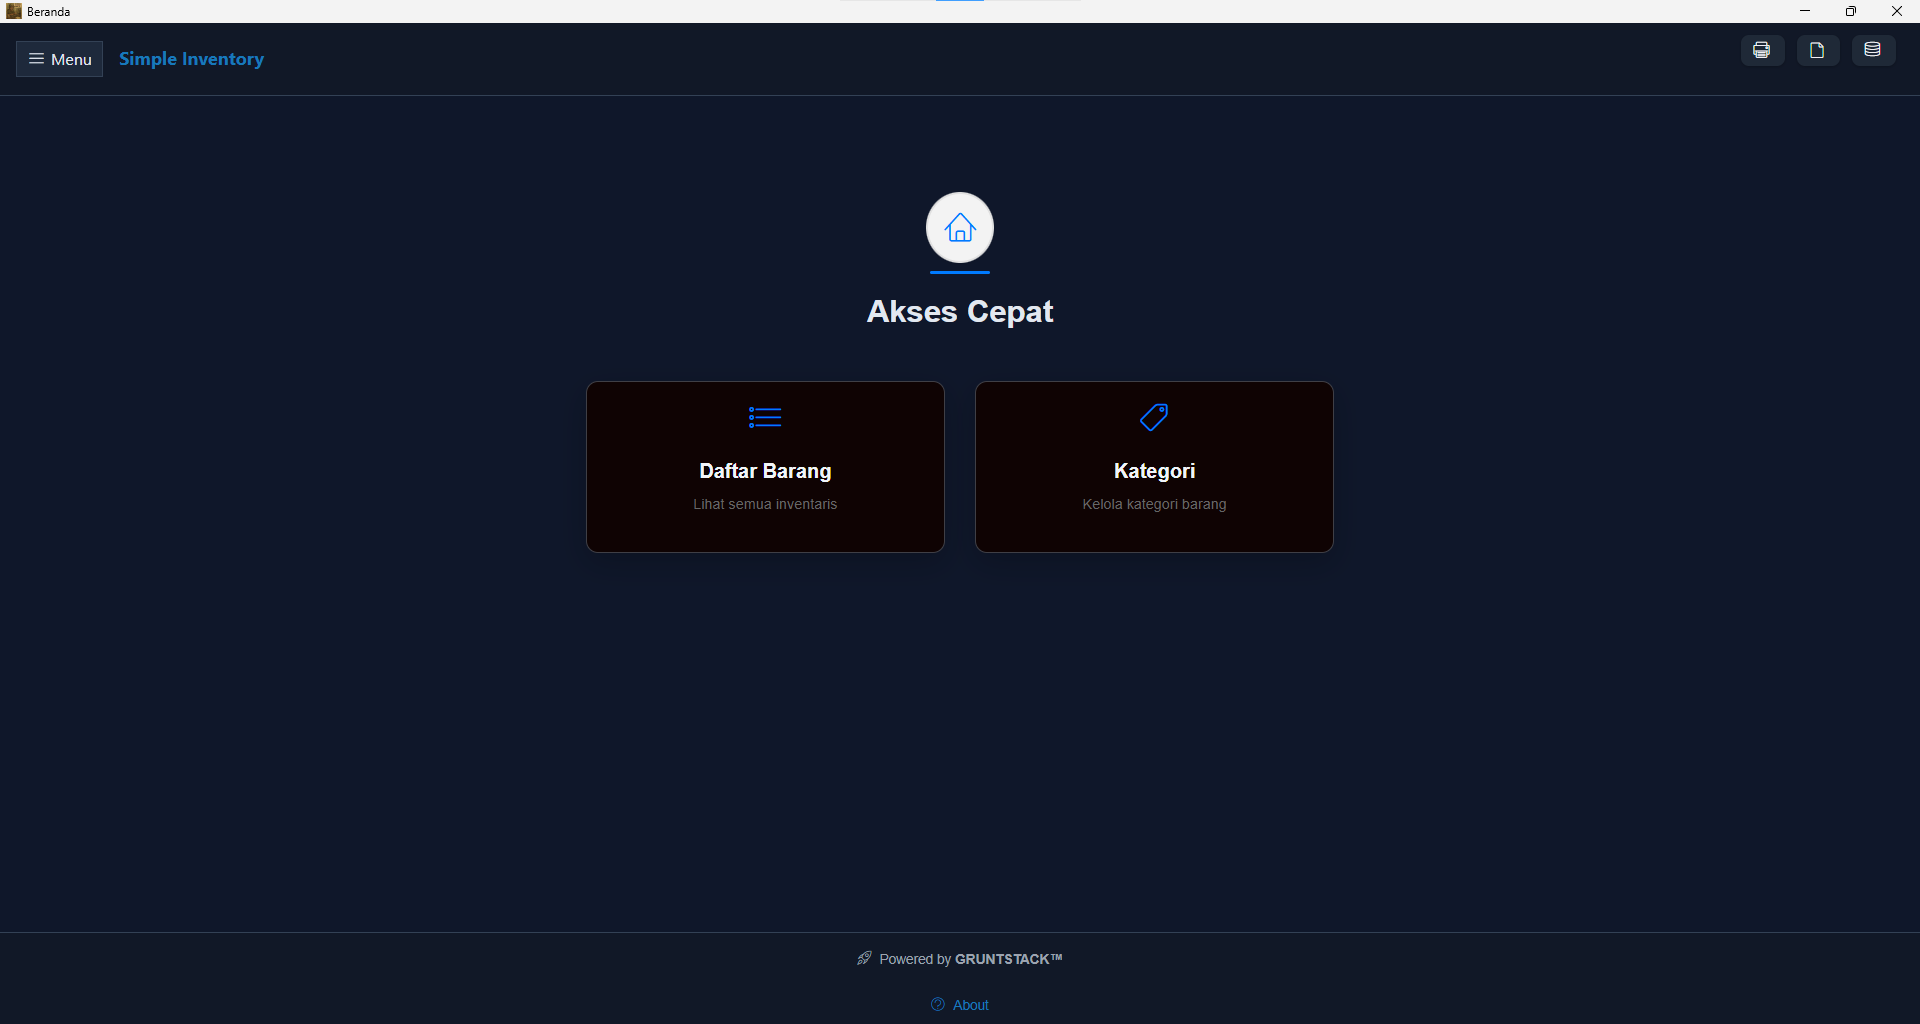 Beranda
Menu
Simple Inventory
Akses Cepat
Daftar Barang
Lihat semua inventaris
Kategori
Kelola kategori barang
Powered by GRUNTSTACK™
About